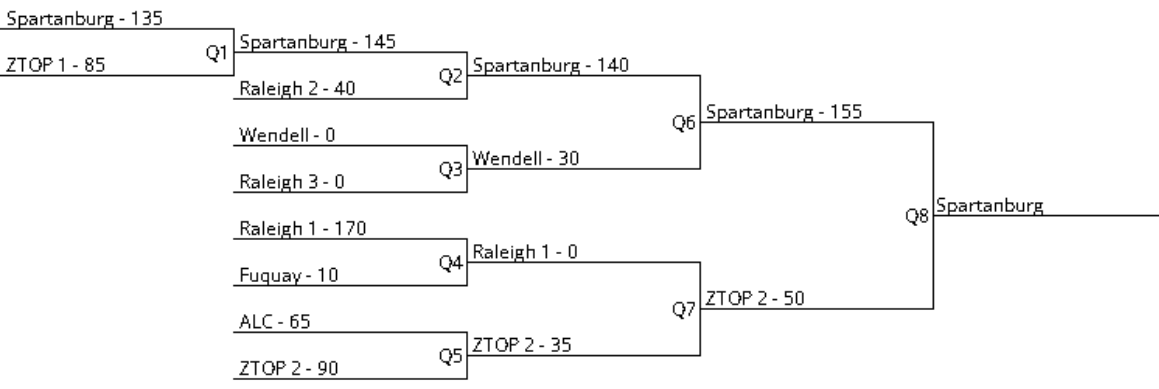 Spartanburg - 135
ZTOP 1 - 85
Q1
Spartanburg - 145
Raleigh 2 - 40
Q2
Wendell - 0
Raleigh 3 - 0
Q3
Raleigh 1 - 170
Fuquay - 10
Q4
ALC - 65
ZTOP 2 - 90
Q5
Spartanburg - 140
Wendell - 30
Q6
Raleigh 1 - 0
ZTOP 2 - 35
Q7
Spartanburg - 155
ZTOP 2 - 50
Q8
Spartanburg